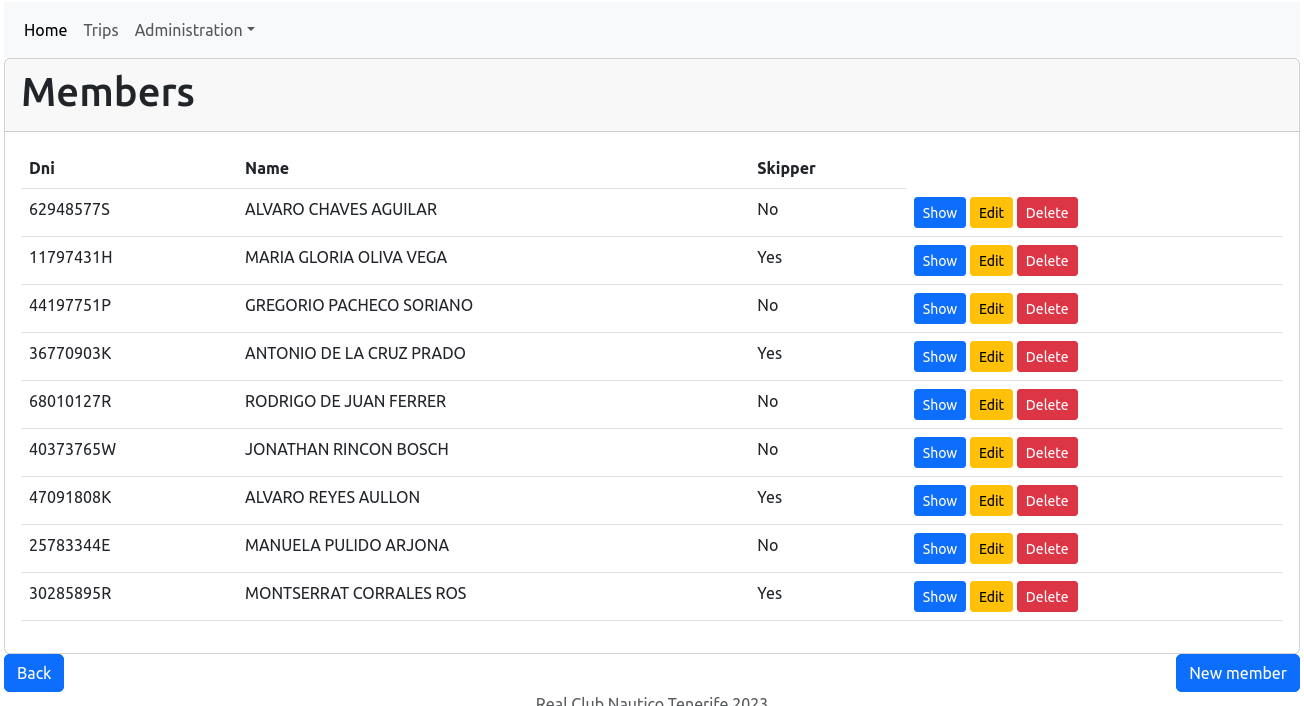 Home Trips Administration
Members
Dni Name Skipper
62948577S ALVARO CHAVES AGUILAR No Show Edit Delete
11797431H MARIA GLORIA OLIVA VEGA Yes Show Edit Delete
44197751P GREGORIO PACHECO SORIANO No Show Edit Delete
36770903K ANTONIO DE LA CRUZ PRADO Yes Show Edit Delete
68010127R RODRIGO DE JUAN FERRER No Show Edit Delete
40373765W JONATHAN RINCON BOSCH No Show Edit Delete
47091808K ALVARO REYES AULLON Yes Show Edit Delete
25783344E MANUELA PULIDO ARJONA No Show Edit Delete
30285895R MONTSERRAT CORRALES ROS Yes Show Edit Delete
Back New member
Real Club Nautico Tenerife 2023